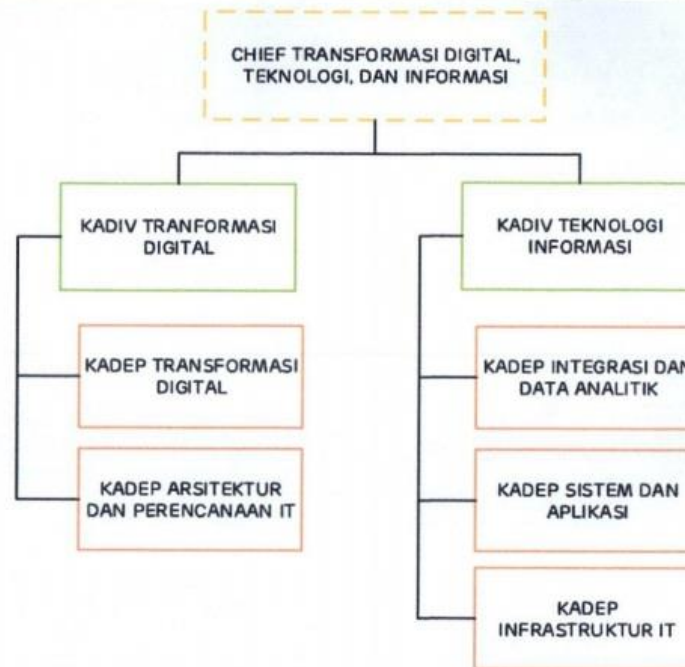 CHIEF TRANSFORMASI DIGITAL,
TEKNOLOGI, DAN INFORMASI
KADIV TRANFORMASI
DIGITAL
KADEP TRANSFORMASI
DIGITAL
KADEP ARSITEKTUR
DAN PERENCANAAN IT
KADIV TEKNOLOGI
INFORMASI
KADEP INTEGRASI DAN
DATA ANALITIK
KADEP SISTEM DAN
APLIKASI
KADEP
INFRASTRUKTUR IT